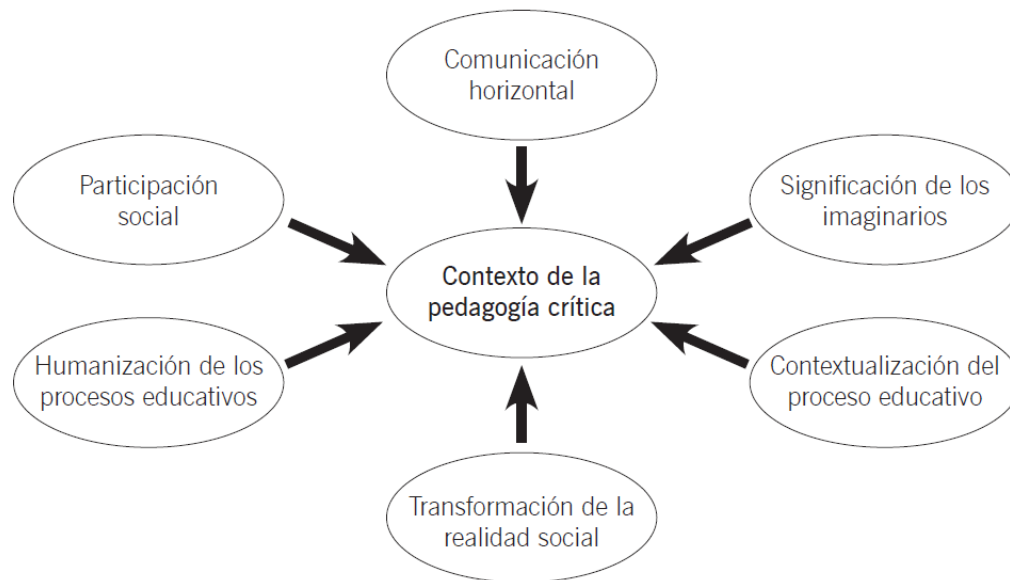 Comunicación
horizontal
Participación
social
Significación de los
imaginarios
Contexto de la
pedagogía crítica
Humanización de los
procesos educativos
Contextualización del
proceso educativo
Transformación de la
realidad social